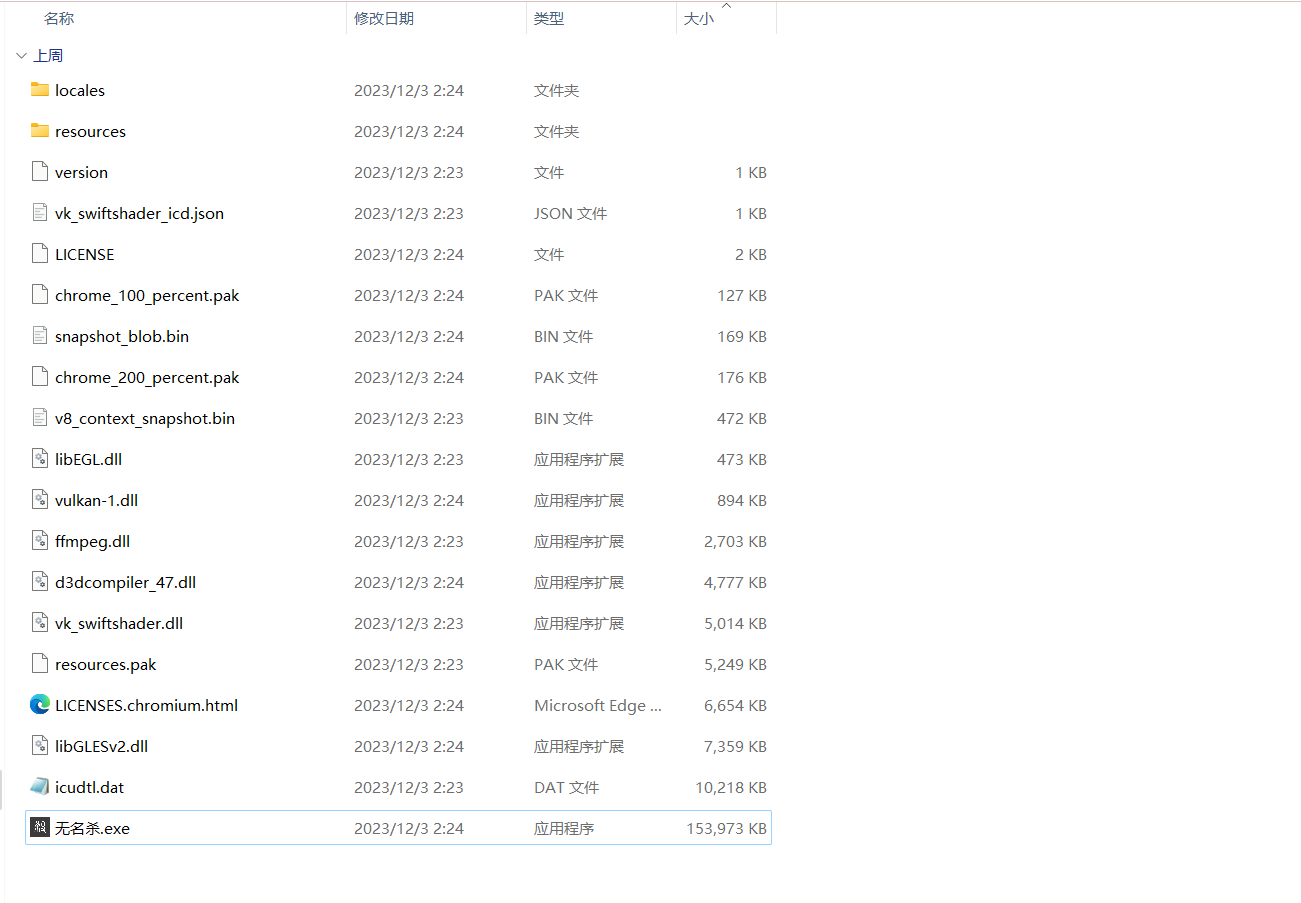 名称 修改日期 类型 大小
上周
locales 2023/12/3 2:24 文件夹
resources 2023/12/3 2:24 文件夹
version 2023/12/3 2:23 文件 1 KB
vk_swiftshader_icd.json 2023/12/3 2:23 JSON 文件 1 KB
LICENSE 2023/12/3 2:24 文件 2 KB
chrome_100_percent.pak 2023/12/3 2:24 PAK 文件 127 KB
snapshot_blob.bin 2023/12/3 2:24 BIN 文件 169 KB
chrome_200_percent.pak 2023/12/3 2:24 PAK 文件 176 KB
v8_context_snapshot.bin 2023/12/3 2:23 BIN 文件 472 KB
libEGL.dll 2023/12/3 2:23 应用程序扩展 473 KB
vulkan-1.dll 2023/12/3 2:24 应用程序扩展 894 KB
ffmpeg.dll 2023/12/3 2:23 应用程序扩展 2,703 KB
d3dcompiler_47.dll 2023/12/3 2:24 应用程序扩展 4,777 KB
vk_swiftshader.dll 2023/12/3 2:23 应用程序扩展 5,014 KB
resources.pak 2023/12/3 2:23 PAK 文件 5,249 KB
LICENSES.chromium.html 2023/12/3 2:24 Microsoft Edge ... 6,654 KB
libGLESv2.dll 2023/12/3 2:24 应用程序扩展 7,359 KB
icudtl.dat 2023/12/3 2:23 DAT 文件 10,218 KB
无名杀.exe 2023/12/3 2:24 应用程序 153,973 KB